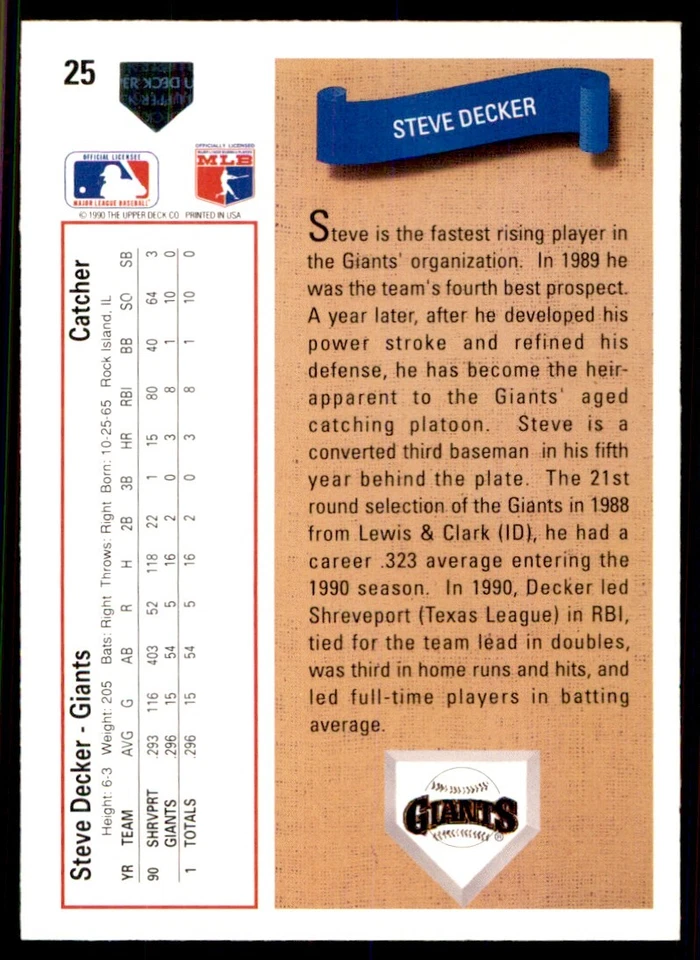 25
OFFICIAL LICENSEE
MAJOR LEAGUE BASEBALL
OFFICIALLY LICENSED
MLB
© 1990 THE UPPER DECK CO PRINTED IN USA
Steve Decker - Giants Catcher
Height: 6-3 Weight: 205 Bats: Right Throws: Right Born: 10-25-65 Rock Island, IL
YR TEAM AVG G AB R H 2B 3B HR RBI BB SO SB
90 SHRVPRT .293 116 403 52 118 22 1 15 80 40 64 3
GIANTS .296 15 54 5 16 2 0 3 8 1 10 0
1 TOTALS .296 15 54 5 16 2 0 3 8 1 10 0
STEVE DECKER
Steve is the fastest rising player in
the Giants' organization. In 1989 he
was the team's fourth best prospect.
A year later, after he developed his
power stroke and refined his
defense, he has become the heir-
apparent to the Giants' aged
catching platoon. Steve is a
converted third baseman in his fifth
year behind the plate. The 21st
round selection of the Giants in 1988
from Lewis & Clark (ID), he had a
career .323 average entering the
1990 season. In 1990, Decker led
Shreveport (Texas League) in RBI,
tied for the team lead in doubles,
was third in home runs and hits, and
led full-time players in batting
average.
GIANTS
®